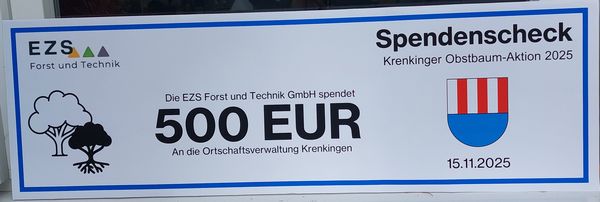 EZS
Forst und Technik
Spendenscheck
Krenkinger Obstbaum-Aktion 2025
Die EZS Forst und Technik GmbH spendet
500 EUR
An die Ortschaftsverwaltung Krenkingen
15.11.2025